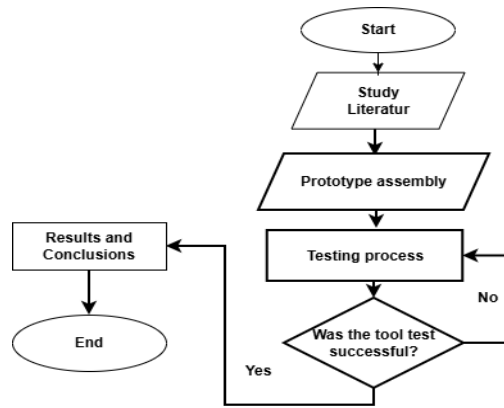 Start
Study
Literatur
Prototype assembly
Testing process
Was the tool test
successful?
No
Yes
Results and
Conclusions
End